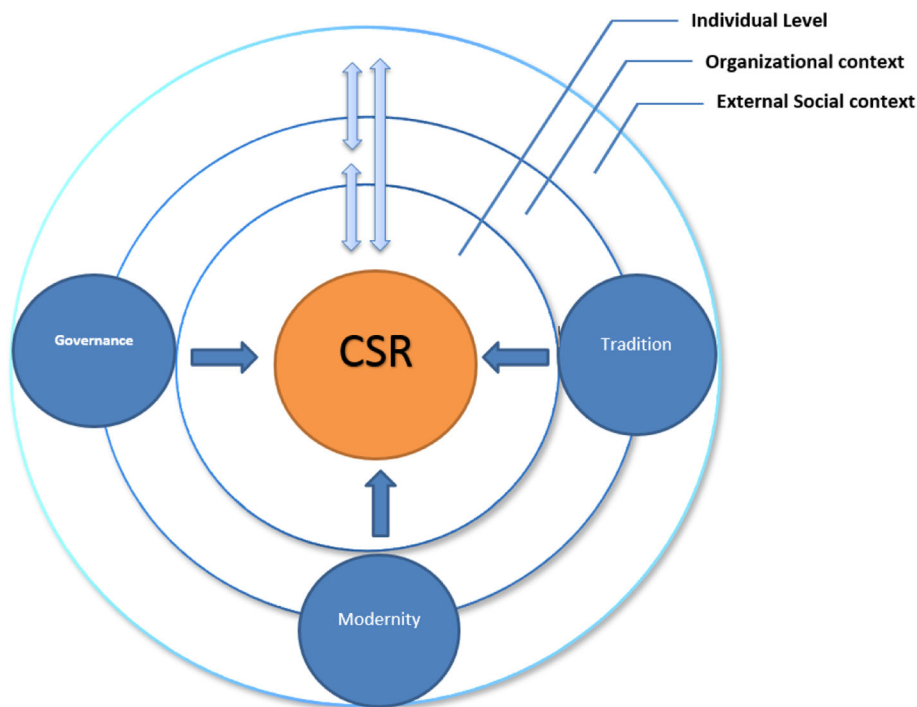 Individual Level
Organizational context
External Social context
Governance
CSR
Tradition
Modernity